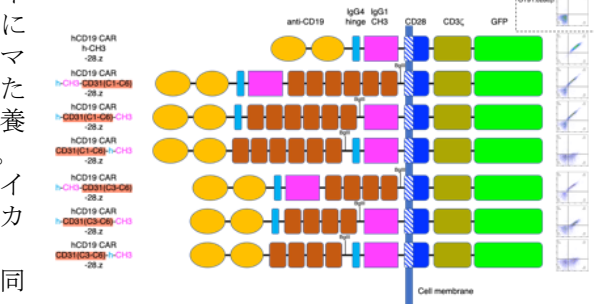 に
マ
た
養
イ
カ
同
anti-CD19
IgG4
hinge
IgG1
CH3
CD28
CD3ζ
GFP
hCD19 CAR
h-CH3
-28.z
hCD19 CAR
h-CH3-CD31(C1-C6)
-28.z
hCD19 CAR
h-CD31(C1-C6)-CH3
-28.z
hCD19 CAR
CD31(C1-C6)-h-CH3
-28.z
hCD19 CAR
h-CH3-CD31(C3-C6)
-28.z
hCD19 CAR
h-CD31(C3-C6)-CH3
-28.z
hCD19 CAR
CD31(C3-C6)-h-CH3
-28.z
Cell membrane